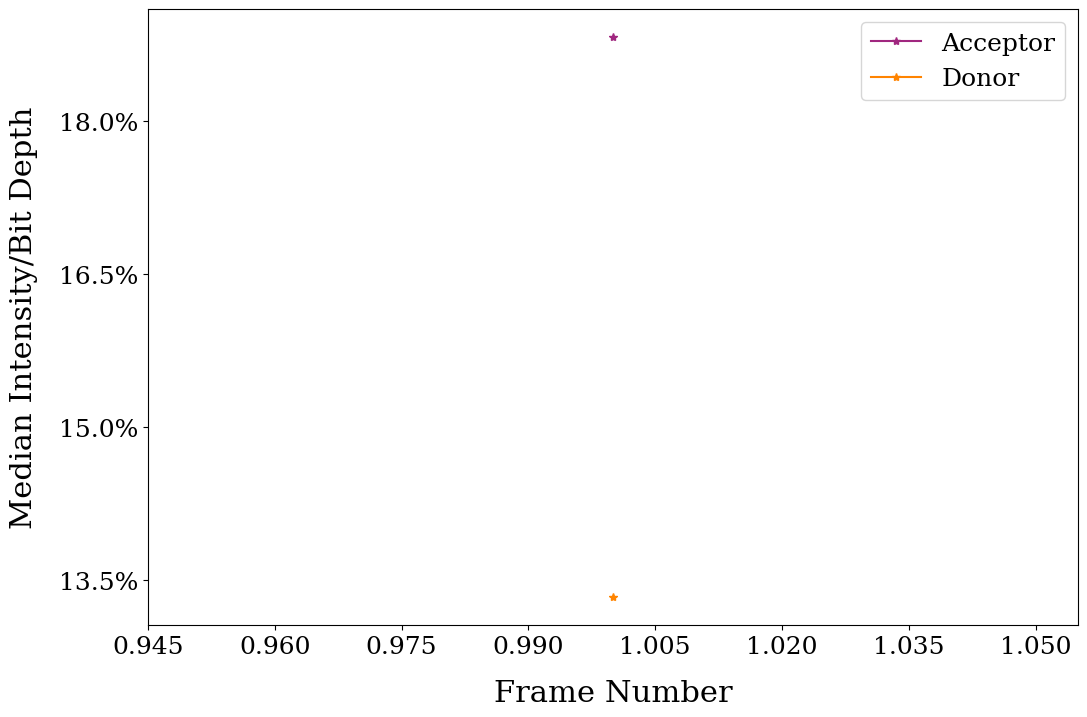 Acceptor
Donor
Median Intensity/Bit Depth
18.0%
16.5%
15.0%
13.5%
0.945 0.960 0.975 0.990 1.005 1.020 1.035 1.050
Frame Number